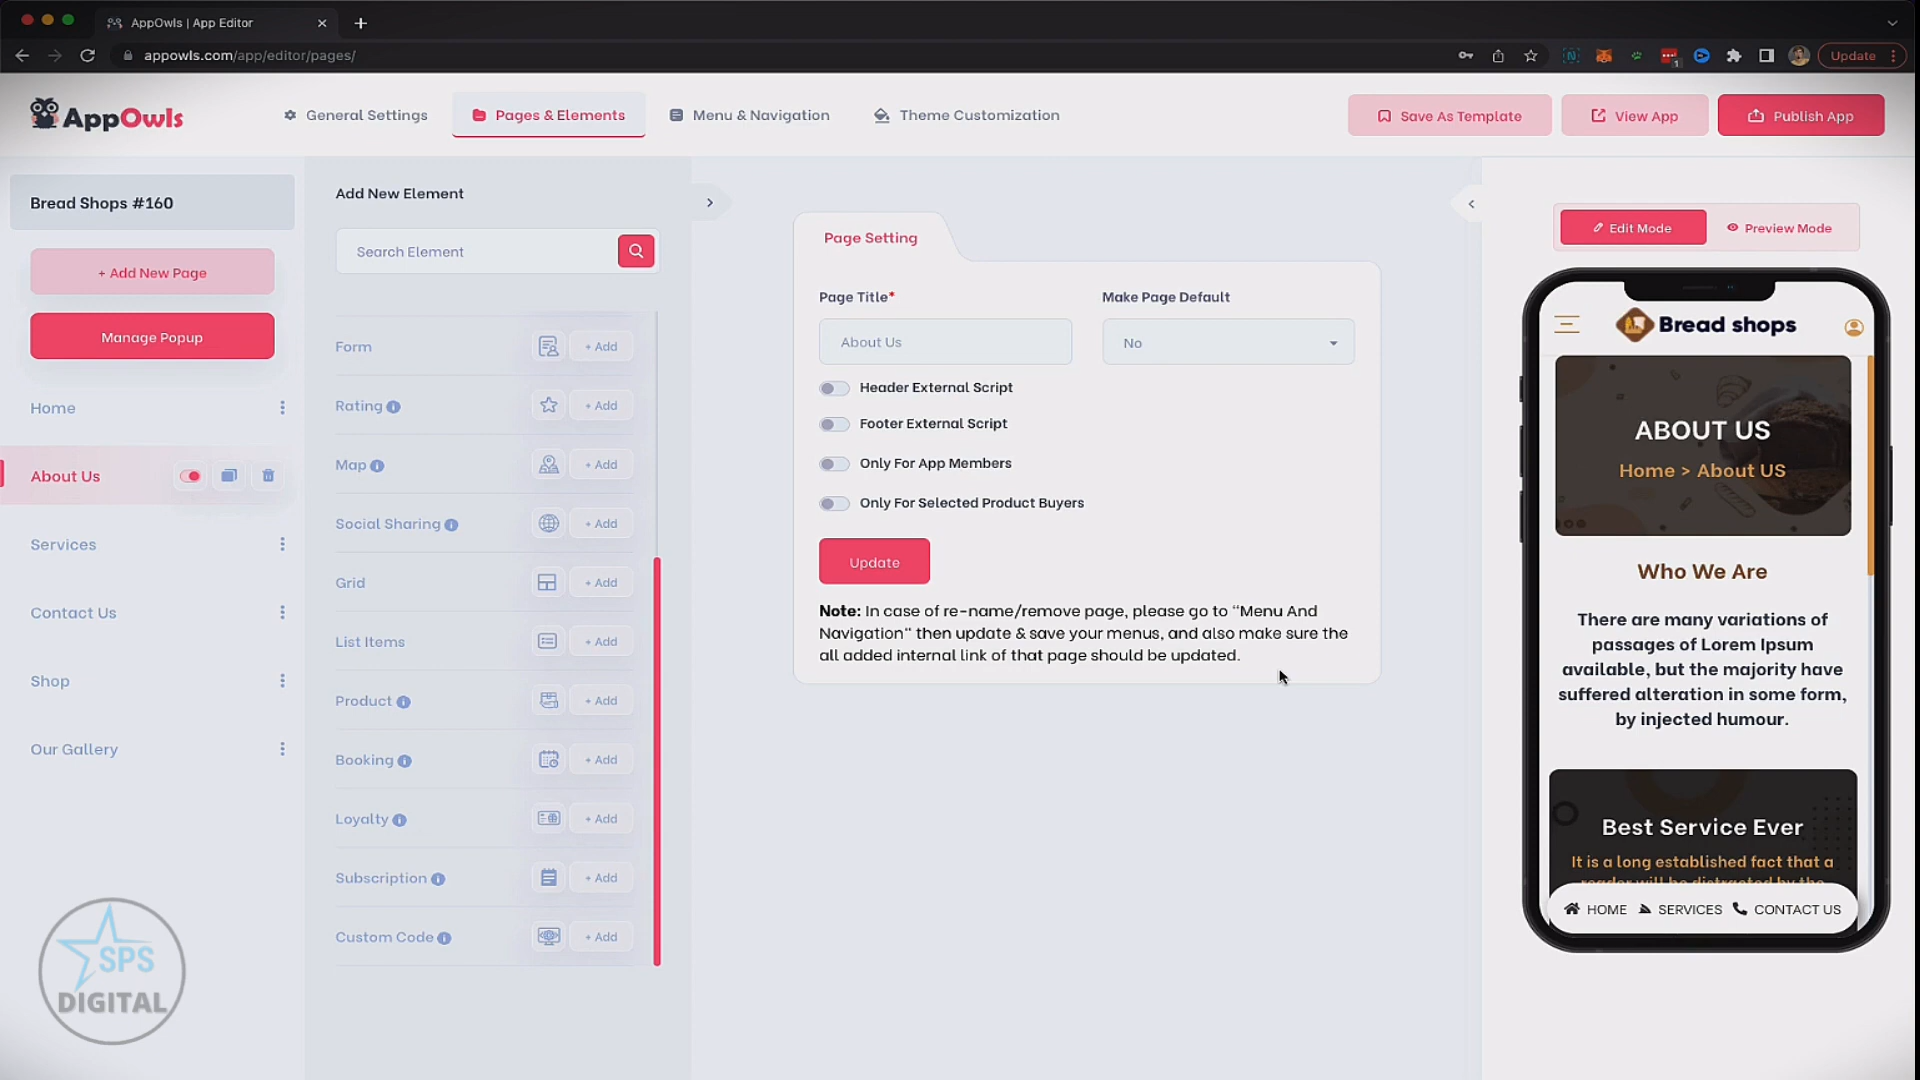 AppOwls | App Editor
appowls.com/app/editor/pages/
1
Update
AppOwls
General Settings
Pages & Elements
Menu & Navigation
Theme Customization
Save As Template
View App
Publish App
Bread Shops #160
+ Add New Page
Manage Popup
Home
About Us
Services
Contact Us
Shop
Our Gallery
SPS
DIGITAL
Add New Element
Search Element
Form
+ Add
Rating
+ Add
Map
+ Add
Social Sharing
+ Add
Grid
+ Add
List Items
+ Add
Product
+ Add
Booking
+ Add
Loyalty
+ Add
Subscription
+ Add
Custom Code
+ Add
Page Setting
Page Title*
About Us
Make Page Default
No
Header External Script
Footer External Script
Only For App Members
Only For Selected Product Buyers
Update
Note: In case of re-name/remove page, please go to "Menu And
Navigation" then update & save your menus, and also make sure the
all added internal link of that page should be updated.
Edit Mode
Preview Mode
Bread shops
ABOUT US
Home > About US
Who We Are
There are many variations of
passages of Lorem Ipsum
available, but the majority have
suffered alteration in some form,
by injected humour.
Best Service Ever
It is a long established fact that a
reader will be distracted by the
HOME
SERVICES
CONTACT US